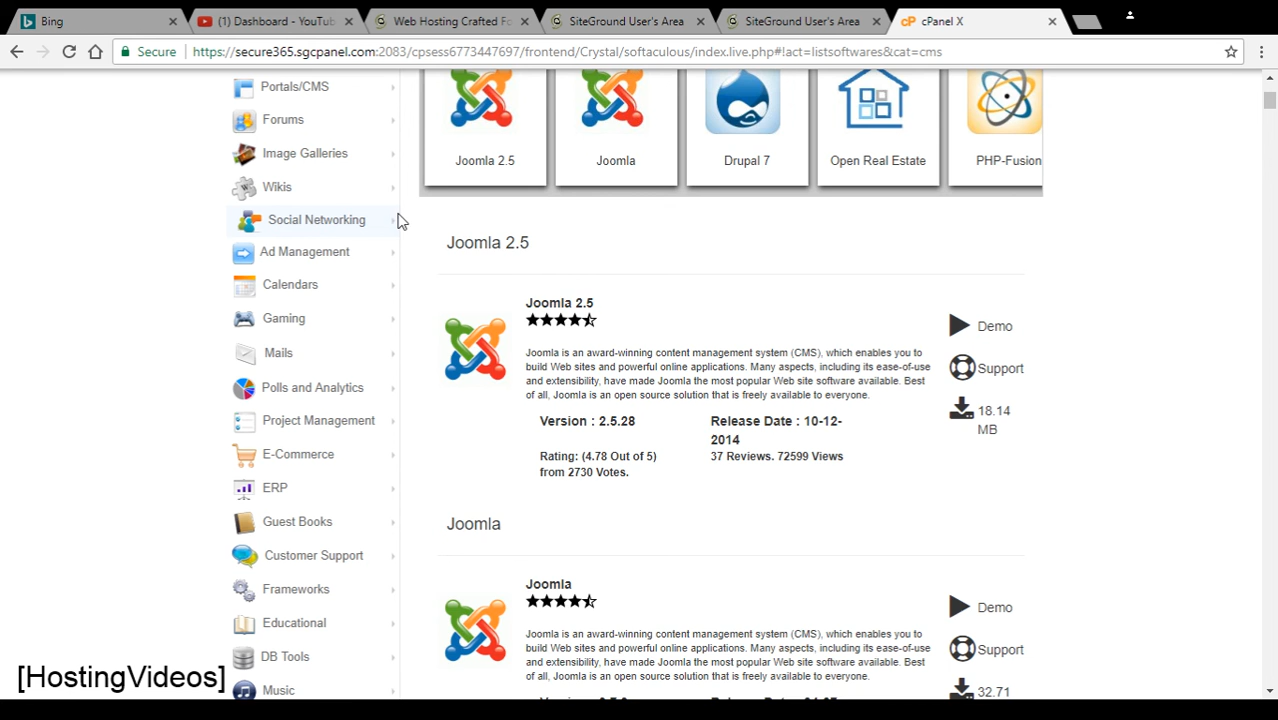 Bing
(1) Dashboard - YouTub
Web Hosting Crafted Fo
SiteGround User's Area
SiteGround User's Area
cP cPanel X
Secure
https://secure365.sgcpanel.com:2083/cpsess6773447697/frontend/Crystal/softaculous/index.live.php#!act=listsoftwares&cat=cms
Portals/CMS
Forums
Image Galleries
Wikis
Social Networking
Ad Management
Calendars
Gaming
Mails
Polls and Analytics
Project Management
E-Commerce
ERP
Guest Books
Customer Support
Frameworks
Educational
DB Tools
Music
Joomla 2.5
Joomla
Drupal 7
Open Real Estate
PHP-Fusion
Joomla 2.5
Joomla 2.5
Joomla is an award-winning content management system (CMS), which enables you to
build Web sites and powerful online applications. Many aspects, including its ease-of-use
and extensibility, have made Joomla the most popular Web site software available. Best
of all, Joomla is an open source solution that is freely available to everyone.
Version : 2.5.28
Release Date : 10-12-
2014
Rating: (4.78 Out of 5)
from 2730 Votes.
37 Reviews. 72599 Views
Demo
Support
18.14
MB
Joomla
Joomla
Joomla is an award-winning content management system (CMS), which enables you to
build Web sites and powerful online applications. Many aspects, including its ease-of-use
and extensibility, have made Joomla the most popular Web site software available. Best
of all, Joomla is an open source solution that is freely available to everyone.
Demo
Support
32.71
[HostingVideos]